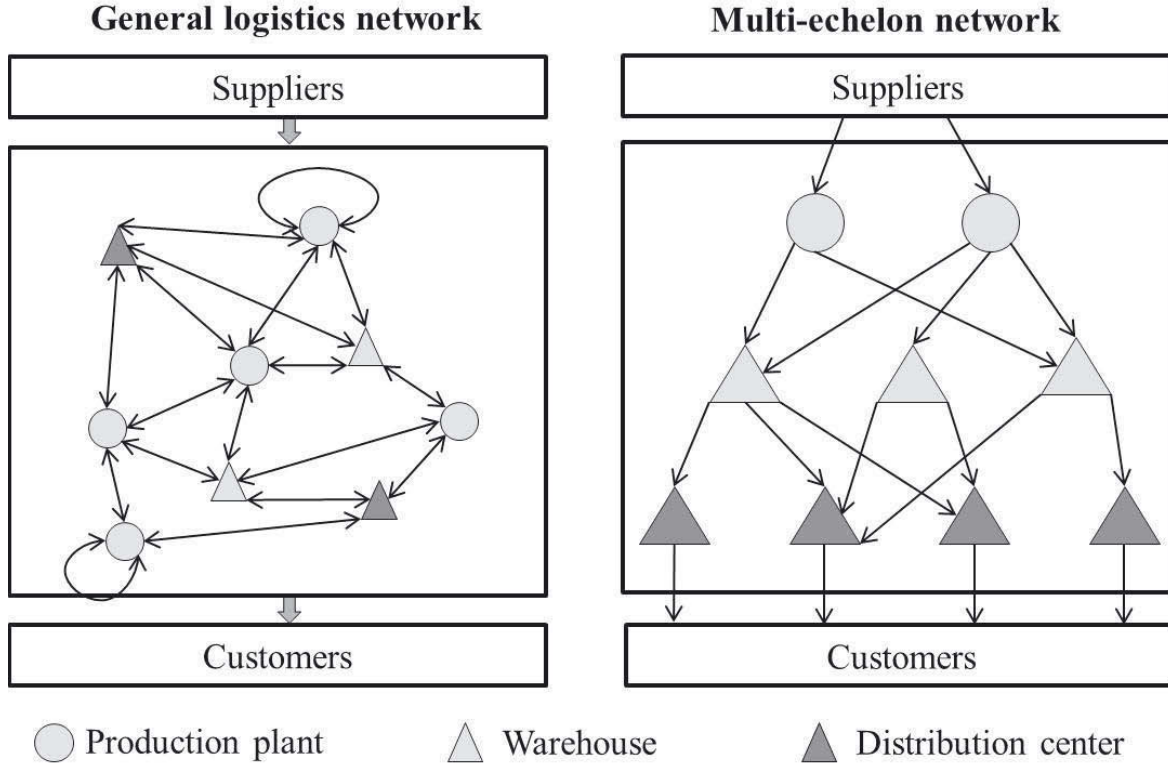 General logistics network
Multi-echelon network
Suppliers
Suppliers
Customers
Customers
Production plant
Warehouse
Distribution center